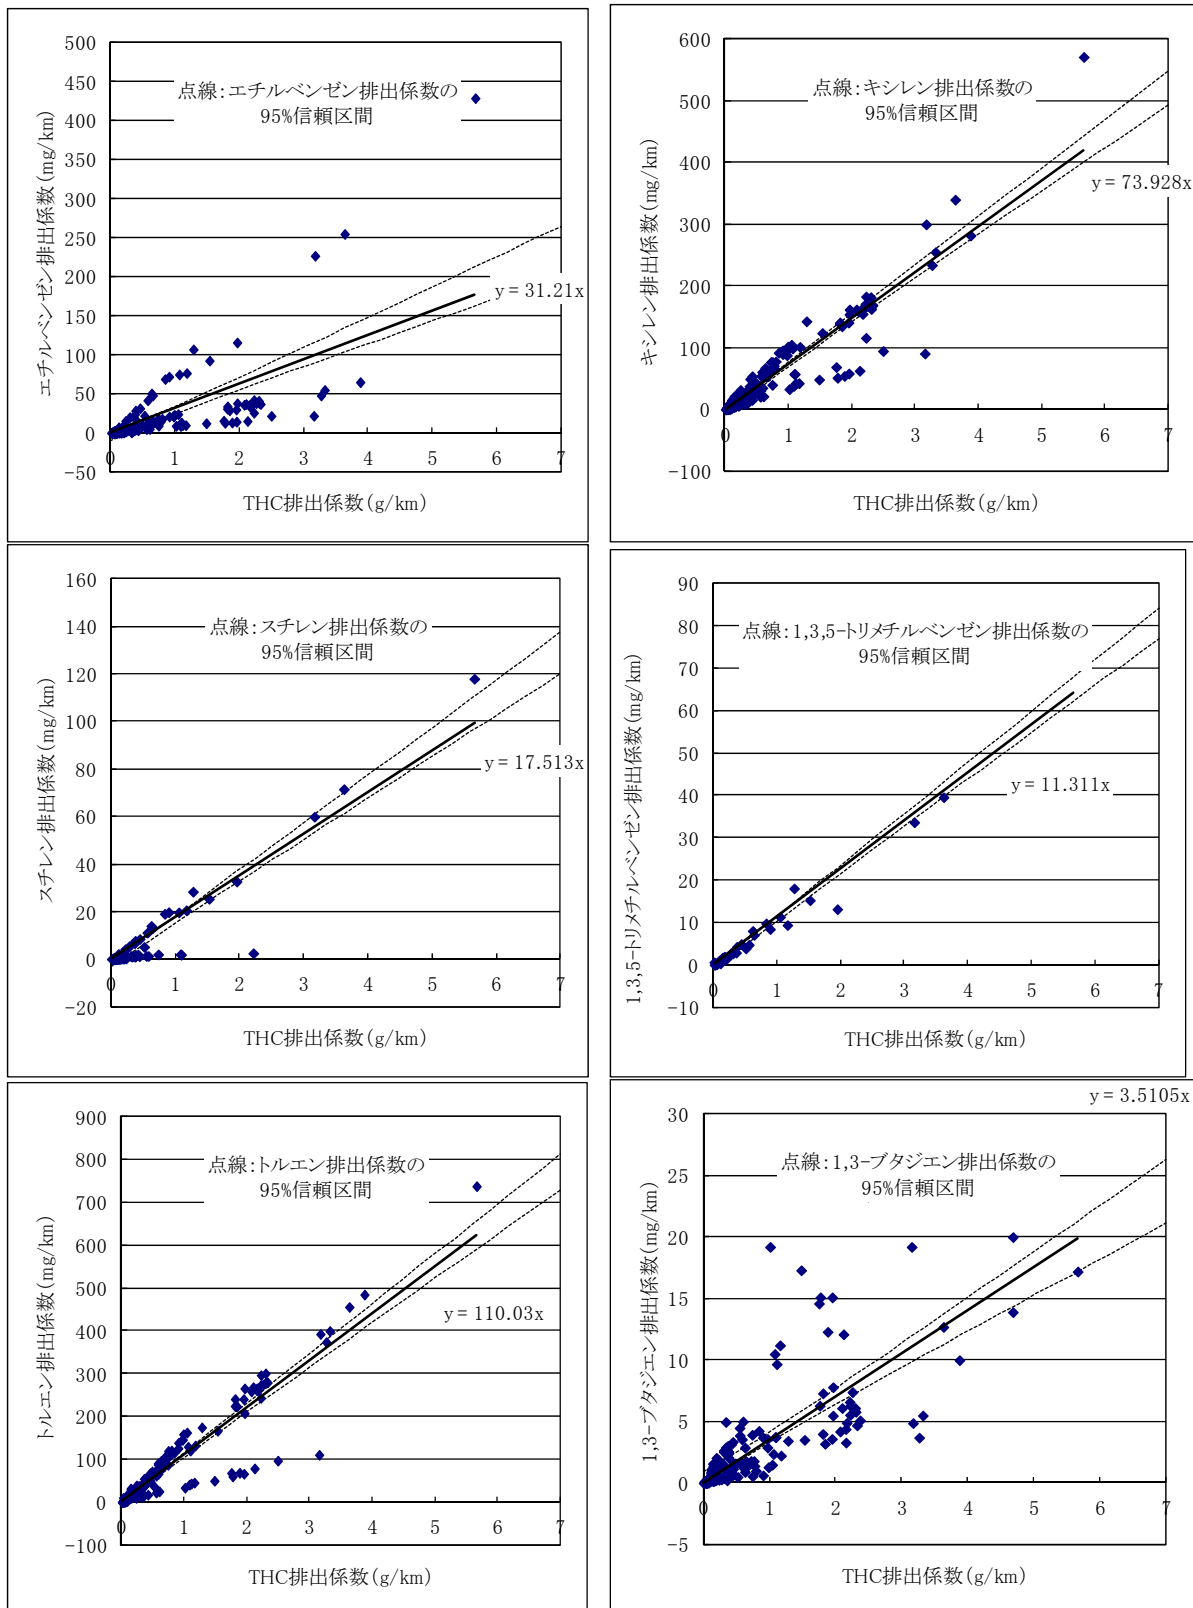 500
450
400
350
300
250
200
150
100
50
0
-50
エチルベンゼン排出係数(mg/km)
点線:エチルベンゼン排出係数の
95%信頼区間
y = 31.21x
0 1 2 3 4 5 6 7
THC排出係数(g/km)
600
500
400
300
200
100
0
-100
キシレン排出係数(mg/km)
点線:キシレン排出係数の
95%信頼区間
y = 73.928x
0 1 2 3 4 5 6 7
THC排出係数(g/km)
160
140
120
100
80
60
40
20
0
-20
スチレン排出係数(mg/km)
点線:スチレン排出係数の
95%信頼区間
y = 17.513x
0 1 2 3 4 5 6 7
THC排出係数(g/km)
90
80
70
60
50
40
30
20
10
0
-10
1,3,5-トリメチルベンゼン排出係数(mg/km)
点線:1,3,5-トリメチルベンゼン排出係数の
95%信頼区間
y = 11.311x
0 1 2 3 4 5 6 7
THC排出係数(g/km)
900
800
700
600
500
400
300
200
100
0
-100
トルエン排出係数(mg/km)
点線:トルエン排出係数の
95%信頼区間
y = 110.03x
0 1 2 3 4 5 6 7
THC排出係数(g/km)
y = 3.5105x
30
25
20
15
10
5
0
-5
1,3-ブタジエン排出係数(mg/km)
点線:1,3-ブタジエン排出係数の
95%信頼区間
0 1 2 3 4 5 6 7
THC排出係数(g/km)